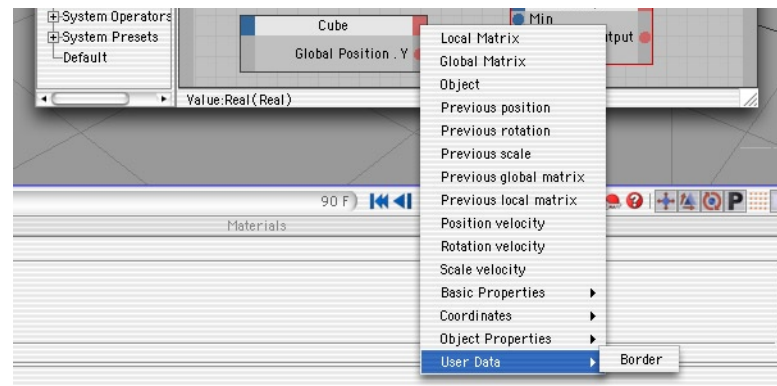 System Operators
System Presets
Default
Cube
Global Position . Y
Min
tput
Value:Real(Real)
Local Matrix
Global Matrix
Object
Previous position
Previous rotation
Previous scale
Previous global matrix
Previous local matrix
Position velocity
Rotation velocity
Scale velocity
Basic Properties
Coordinates
Object Properties
User Data
Border
90 F
P
Materials